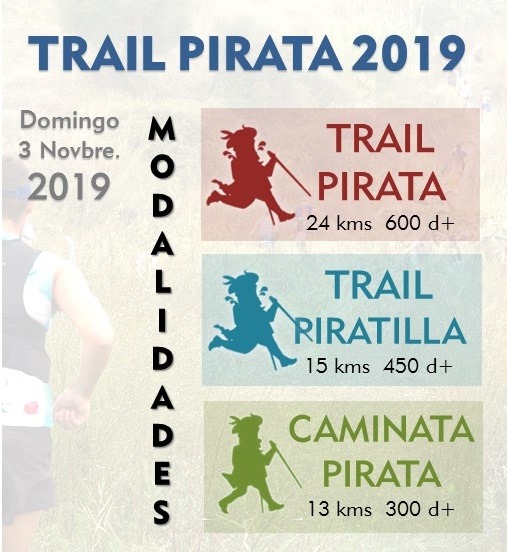 TRAIL PIRATA 2019
Domingo
3 Novbre.
2019
MODALIDADES
TRAIL
PIRATA
24 kms 600 d+
TRAIL
PIRATILLA
15 kms 450 d+
CAMINATA
PIRATA
13 kms 300 d+